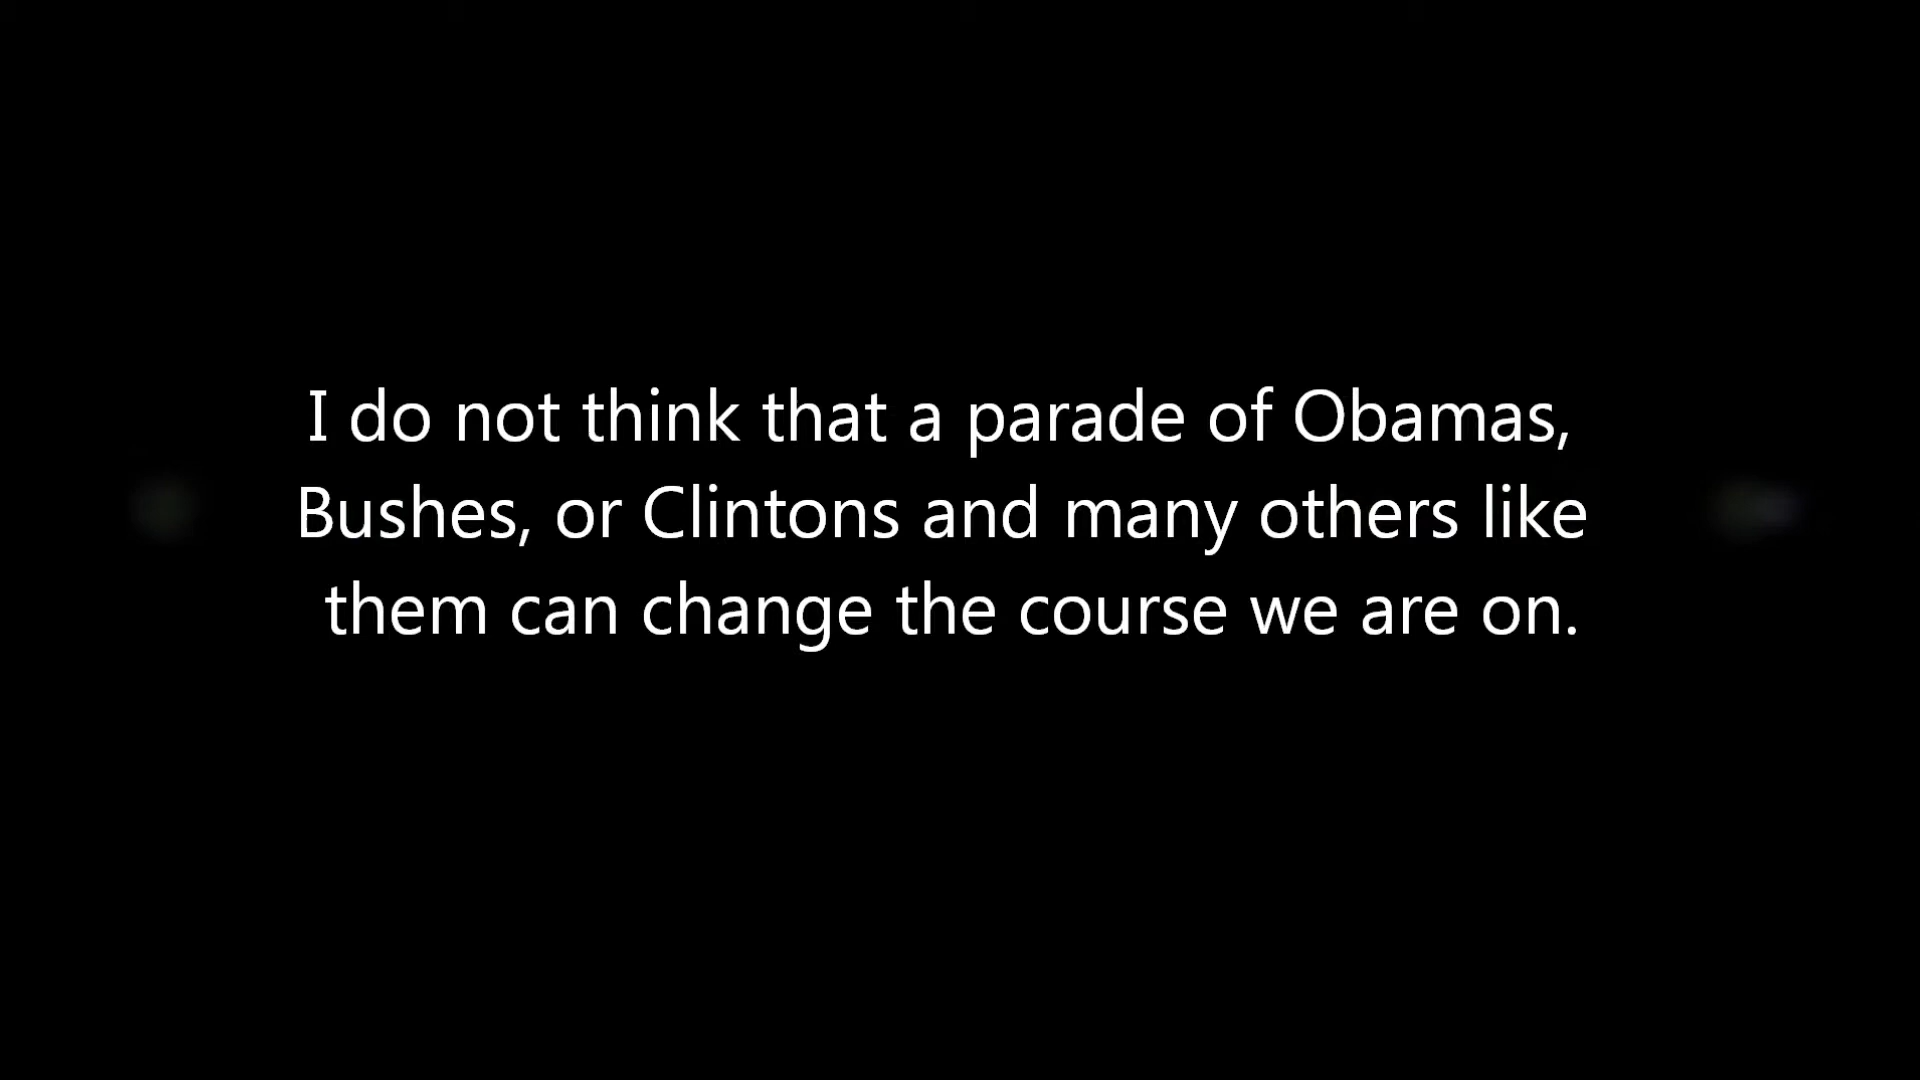 I do not think that a parade of Obamas,
Bushes, or Clintons and many others like
them can change the course we are on.